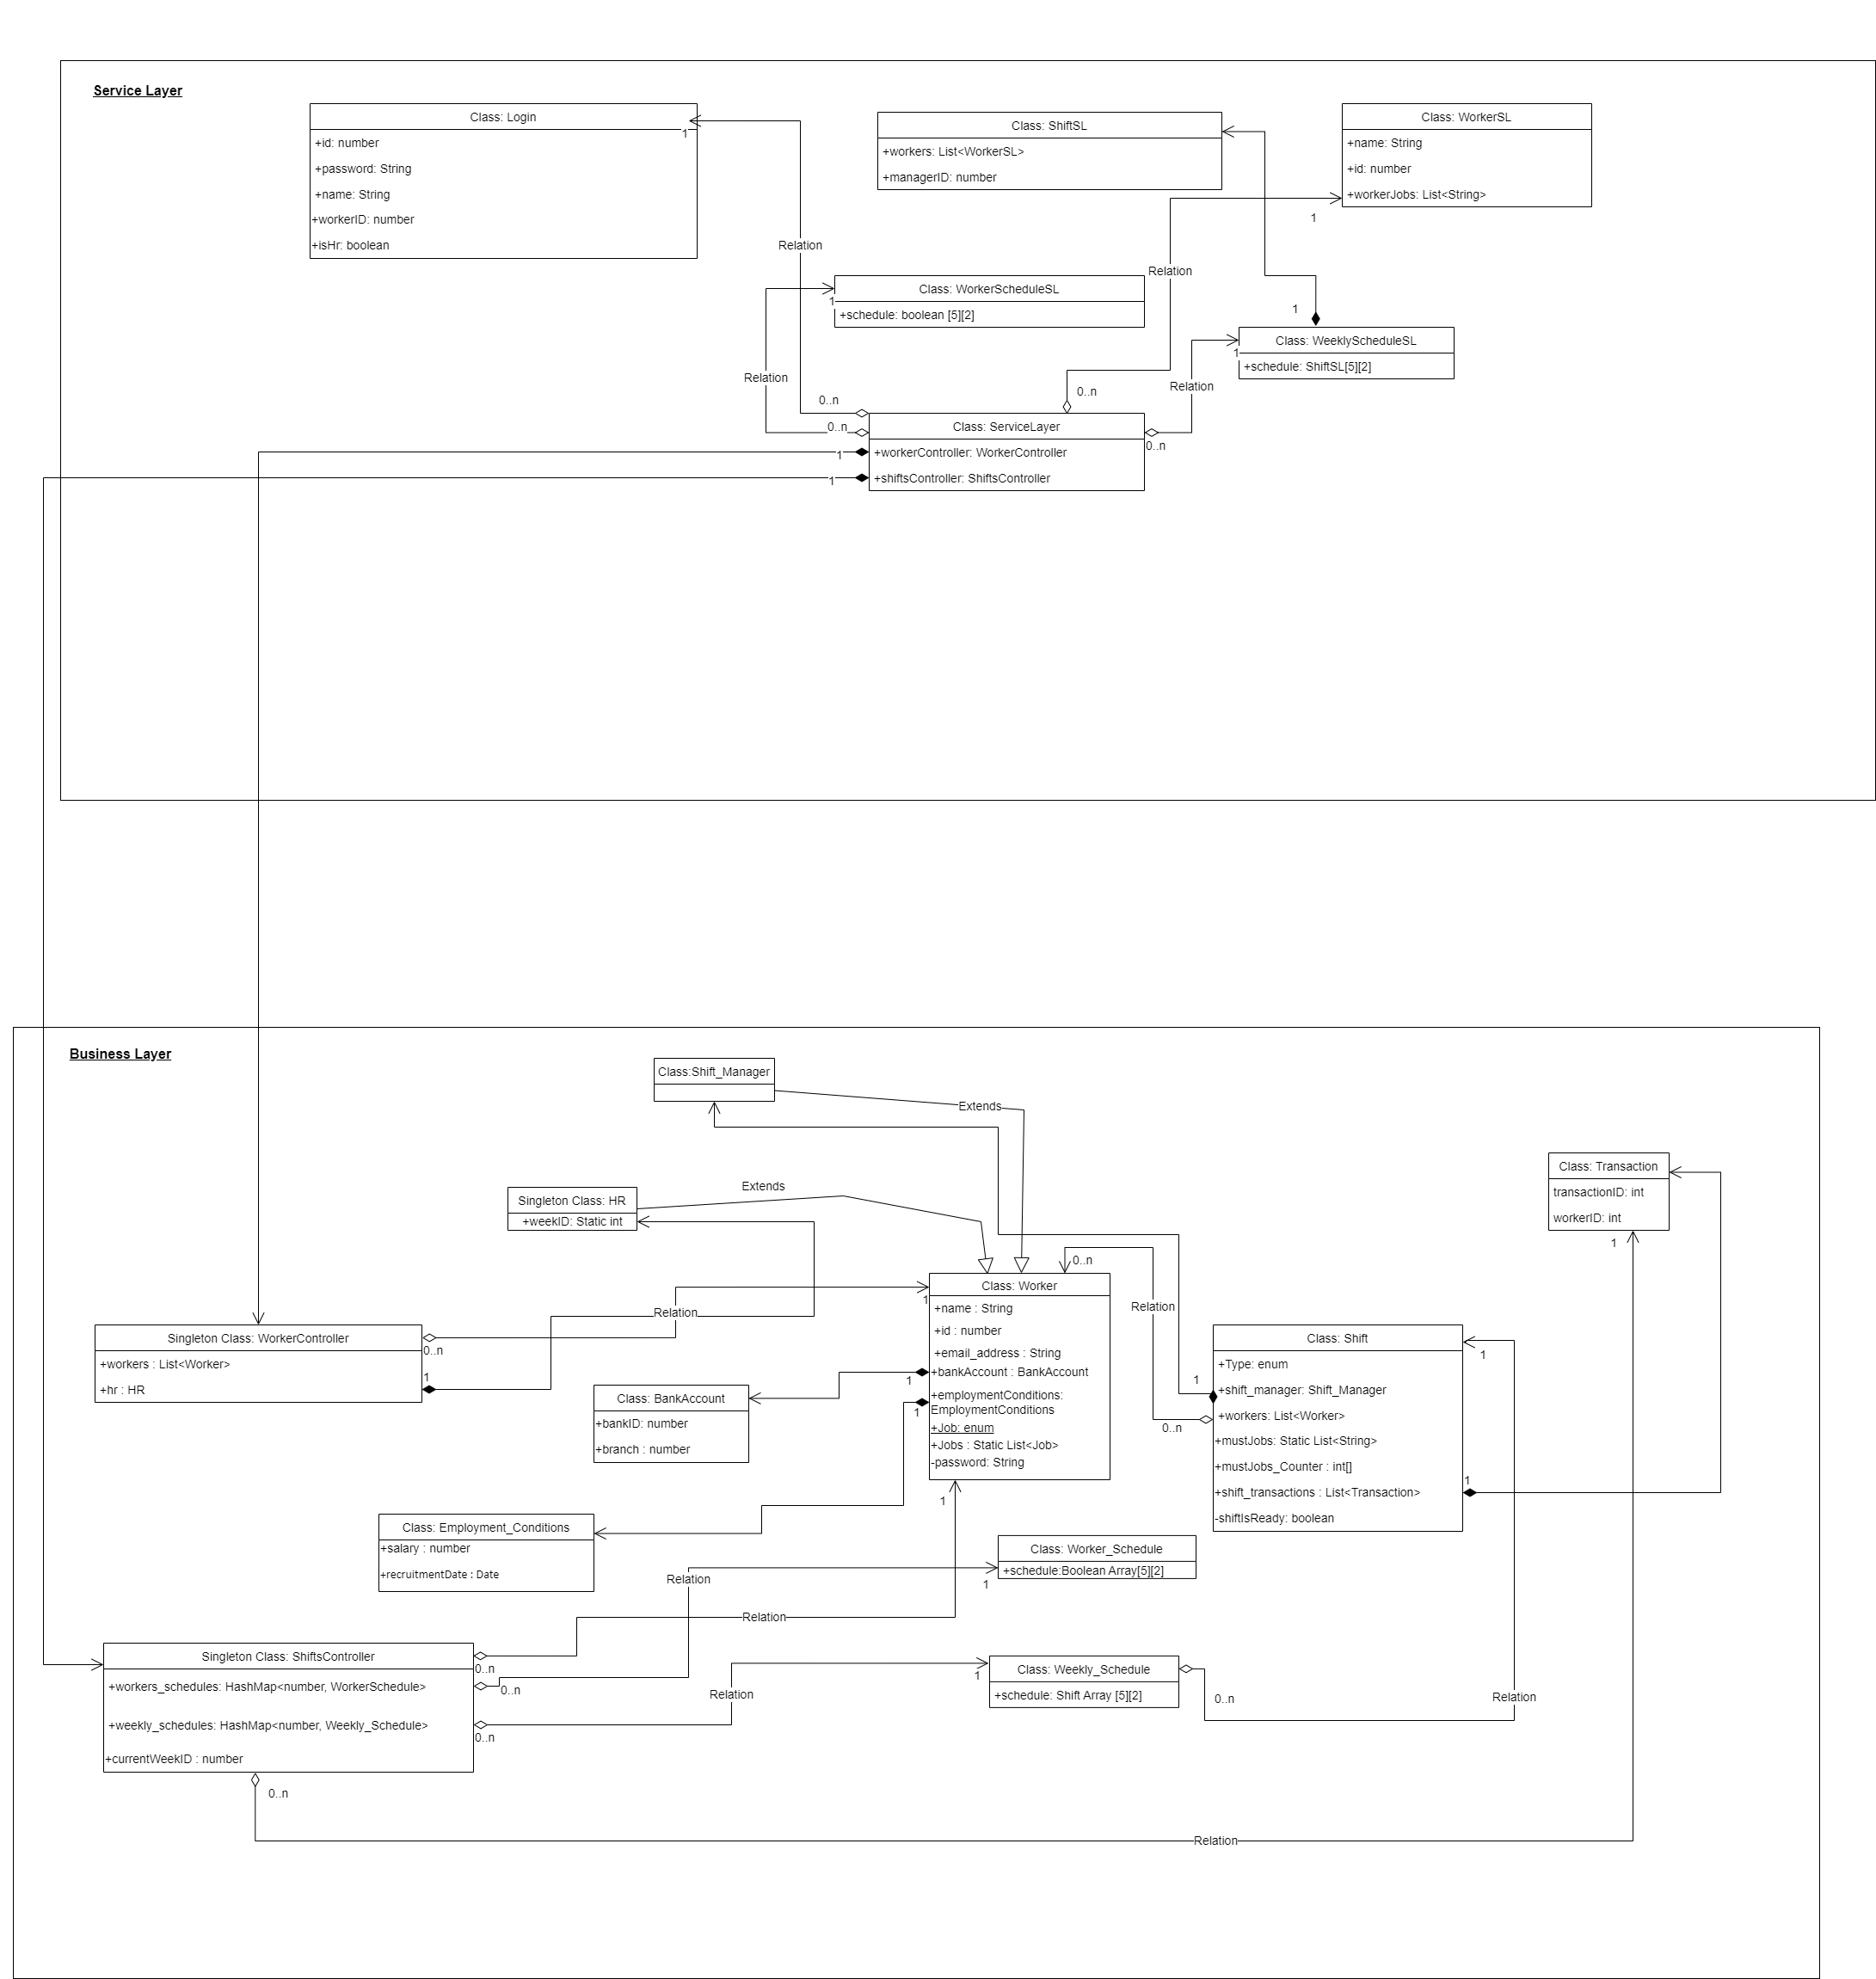 Service Layer
Class: Login
1
+id: number
+password: String
+name: String
+workerID: number
+isHr: boolean
Class: ShiftSL
+workers: List<WorkerSL>
+managerID: number
Class: WorkerSL
+name: String
+id: number
+workerJobs: List<String>
1
Relation
Relation
Class: WorkerScheduleSL
1
+schedule: boolean [5][2]
1
Class: WeeklyScheduleSL
1
+schedule: ShiftSL[5][2]
Relation
Relation
0..n
0..n
0..n
0..n
Class: ServiceLayer
+workerController: WorkerController
+shiftsController: ShiftsController
1
1
Business Layer
Class:Shift_Manager
Extends
Singleton Class: HR
+weekID: Static int
Extends
Class: Transaction
transactionID: int
workerID: int
1
0..n
Class: Worker
1
+name : String
+id : number
+email_address : String
+bankAccount : BankAccount
+employmentConditions:
EmploymentConditions
+Job: enum
+Jobs : Static List<Job>
-password: String
1
1
1
Relation
Relation
Singleton Class: WorkerController
+workers : List<Worker>
+hr : HR
0..n
1
Class: Shift
+Type: enum
+shift_manager: Shift_Manager
+workers: List<Worker>
+mustJobs: Static List<String>
+mustJobs_Counter : int[]
+shift_transactions : List<Transaction>
-shiftIsReady: boolean
1
1
0..n
1
Class: BankAccount
+bankID: number
+branch : number
Class: Employment_Conditions
+salary : number
+recruitmentDate : Date
Class: Worker_Schedule
+schedule:Boolean Array[5][2]
1
Relation
Relation
Singleton Class: ShiftsController
+workers_schedules: HashMap<number, WorkerSchedule>
+weekly_schedules: HashMap<number, Weekly_Schedule>
+currentWeekID : number
0..n
0..n
0..n
0..n
Relation
1
Class: Weekly_Schedule
+schedule: Shift Array [5][2]
0..n
Relation
Relation